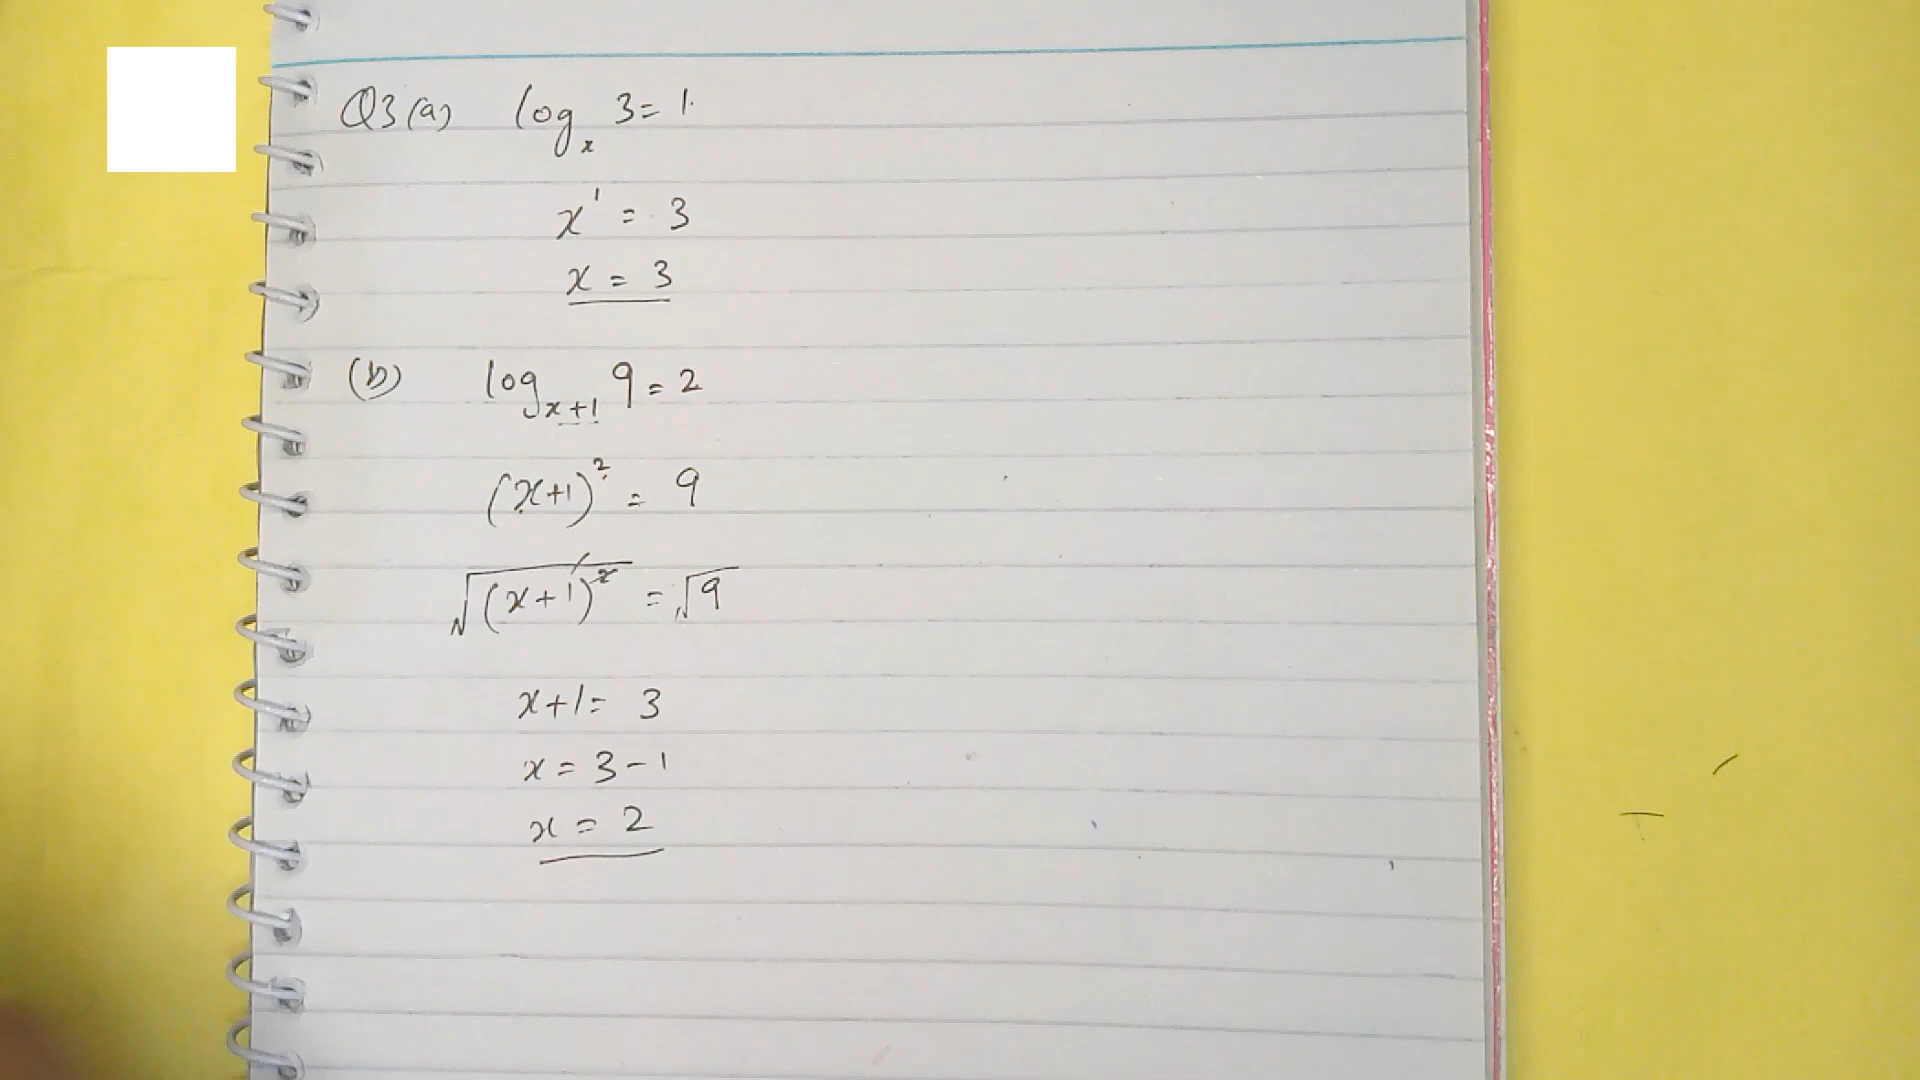 Q3 (a) log_x 3 = 1
x^1 = 3
x = 3
(b) log_{x+1} 9 = 2
(x+1)^2 = 9
√(x+1)^2 = √9
x+1 = 3
x = 3 - 1
x = 2